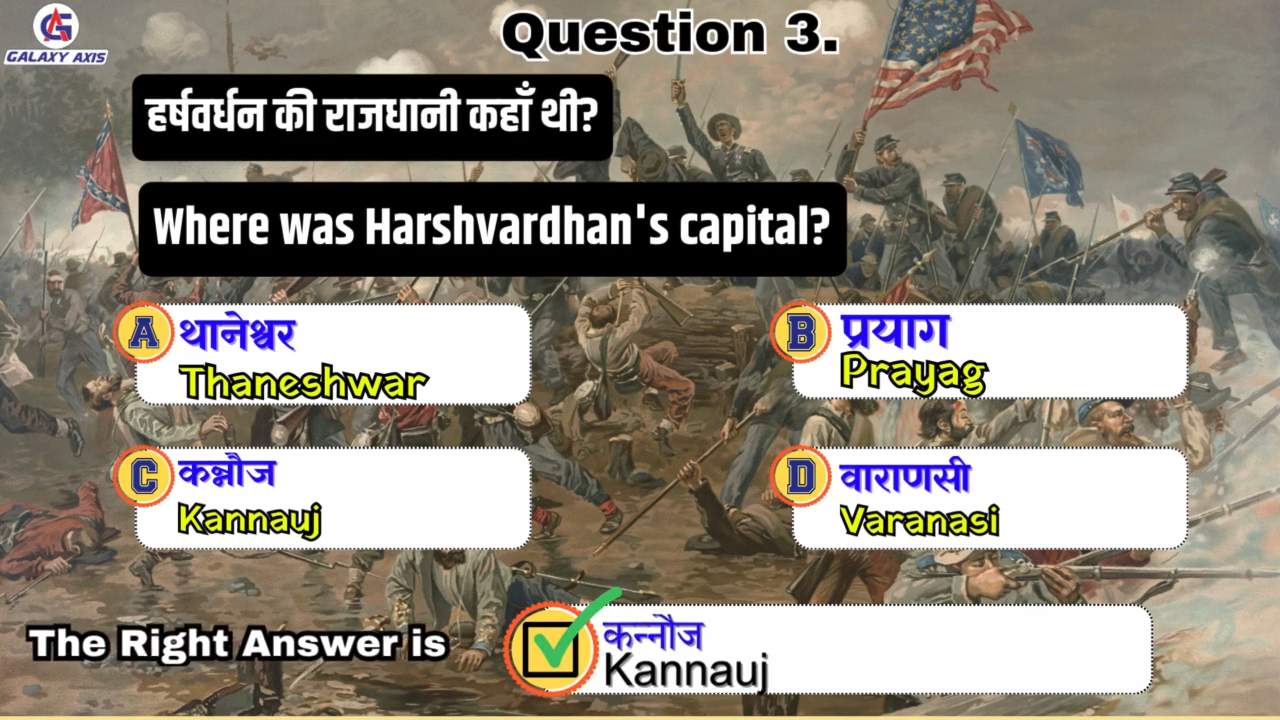 GALAXY AXIS
Question 3.
हर्षवर्धन की राजधानी कहाँ थी?
Where was Harshvardhan's capital?
A थानेश्वर
Thaneshwar
B प्रयाग
Prayag
C कन्नौज
Kannauj
D वाराणसी
Varanasi
The Right Answer is
कन्नौज
Kannauj